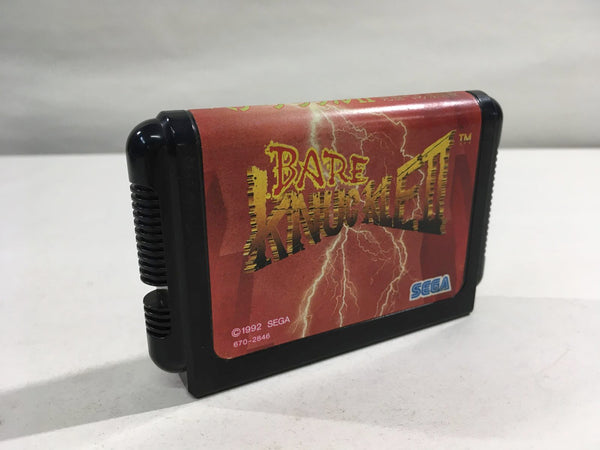 BARE
KNUCKLE II
TM
SEGA
©1992 SEGA
670-2646